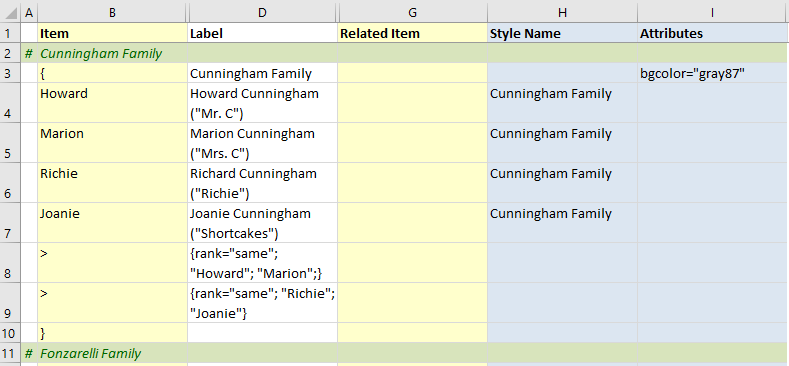 A B D G H I
1 Item Label Related Item Style Name Attributes
2 # Cunningham Family
3 { Cunningham Family bgcolor="gray87"
Howard Howard Cunningham Cunningham Family
4 ("Mr. C")
Marion Marion Cunningham Cunningham Family
5 ("Mrs. C")
Richie Richard Cunningham Cunningham Family
6 ("Richie")
Joanie Joanie Cunningham Cunningham Family
7 ("Shortcakes")
> {rank="same";
8 "Howard"; "Marion";}
> {rank="same"; "Richie";
9 "Joanie"}
10 }
11 # Fonzarelli Family